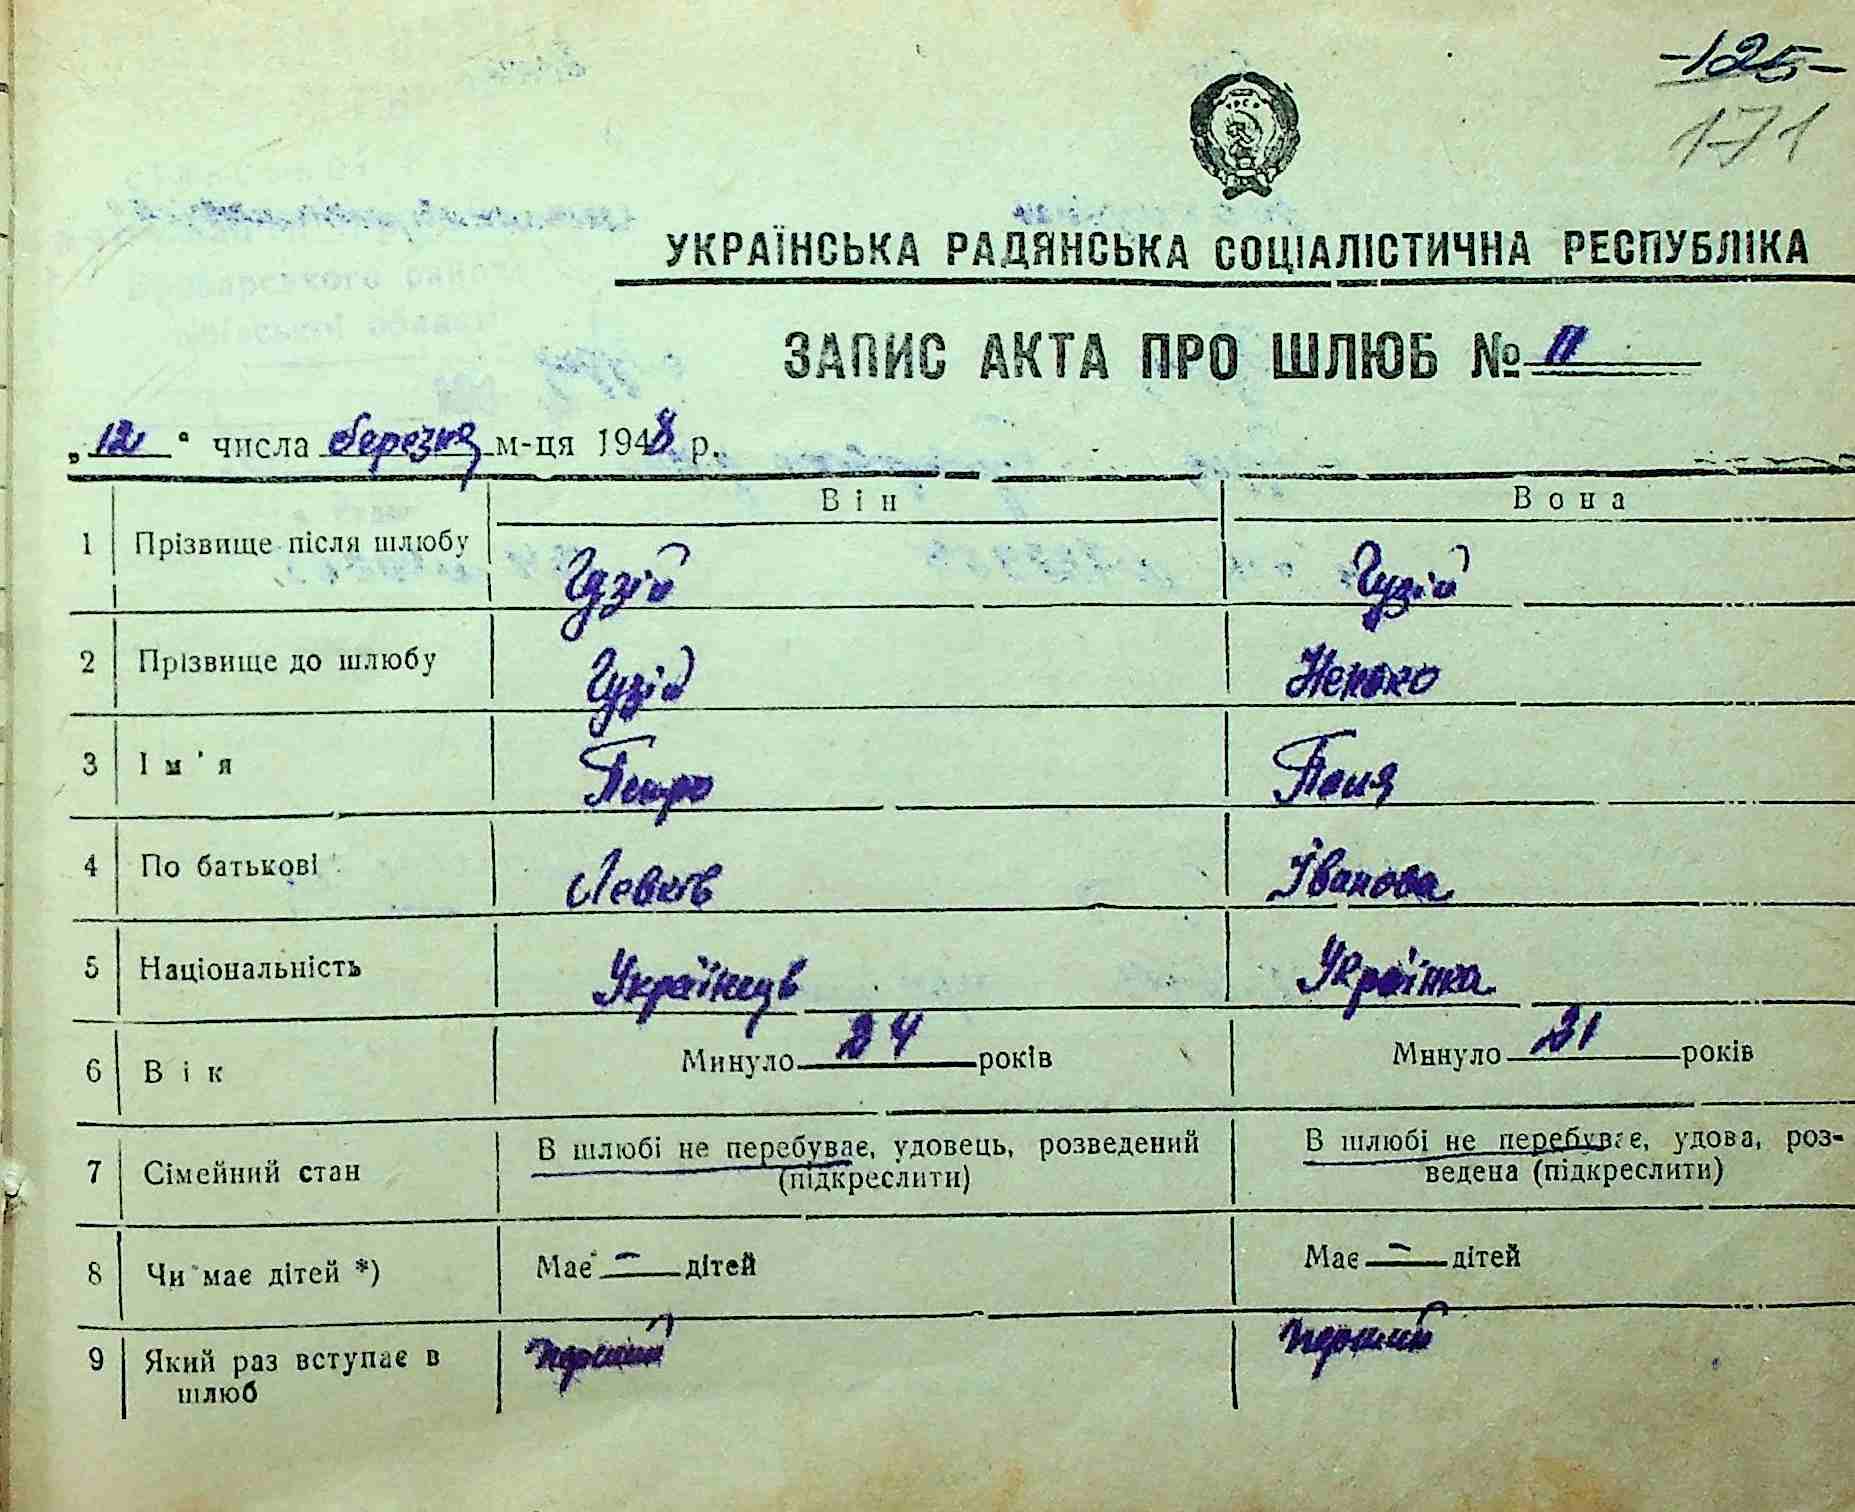 -125-
171
УКРАЇНСЬКА РАДЯНСЬКА СОЦІАЛІСТИЧНА РЕСПУБЛІКА
ЗАПИС АКТА ПРО ШЛЮБ № 11
„12" числа березня м-ця 1948 р.
Він Вона
1 Прізвище після шлюбу Гузій Гузій
2 Прізвище до шлюбу Гузій
3 Ім'я Петро
4 По батькові Левків Іванова
5 Національність Українець Українка
6 Вік Минуло 24 років Минуло 21 років
7 Сімейний стан В шлюбі не перебуває, удовець, розведений (підкреслити) В шлюбі не перебуває, удова, роз-ведена (підкреслити)
8 Чи має дітей *) Має – дітей Має – дітей
9 Який раз вступає в шлюб перший перший